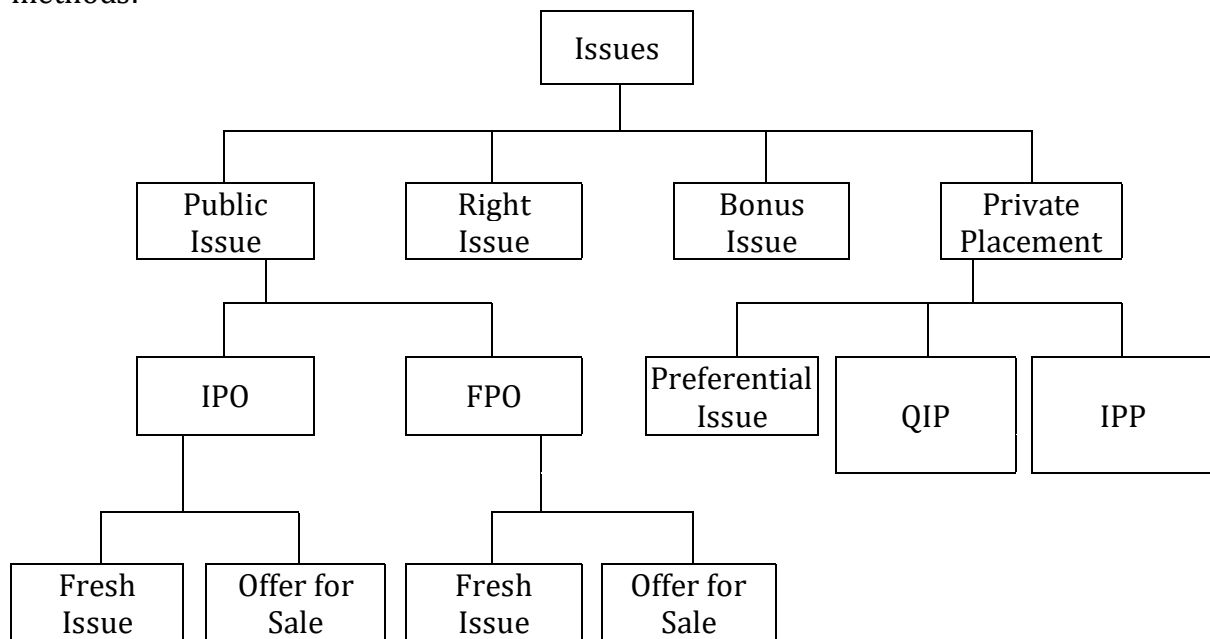 methods:
Issues
Public
Issue
Right
Issue
Bonus
Issue
Private
Placement
IPO
FPO
Preferential
Issue
QIP
IPP
Fresh
Issue
Offer for
Sale
Fresh
Issue
Offer for
Sale